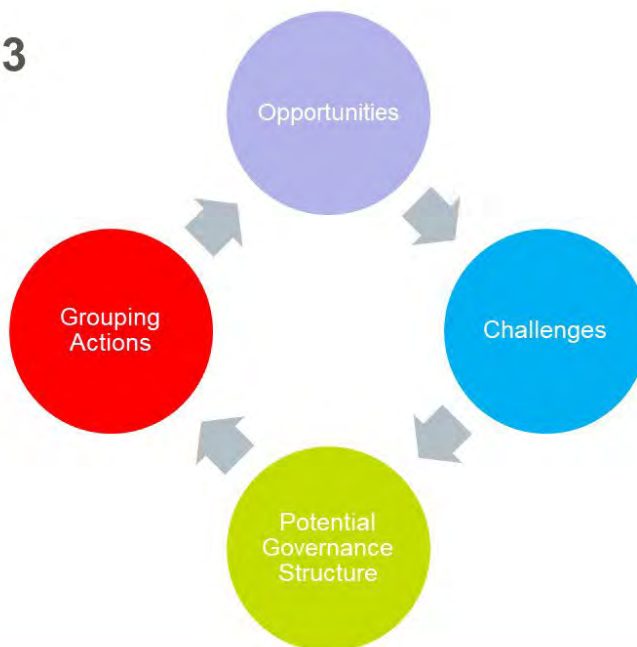 3
Opportunities
Challenges
Potential
Governance
Structure
Grouping
Actions